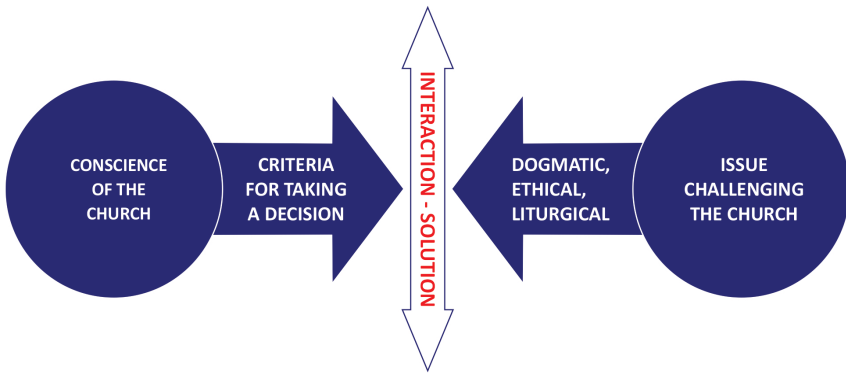 CONSCIENCE
OF THE
CHURCH
CRITERIA
FOR TAKING
A DECISION
INTERACTION - SOLUTION
DOGMATIC,
ETHICAL,
LITURGICAL
ISSUE
CHALLENGING
THE CHURCH